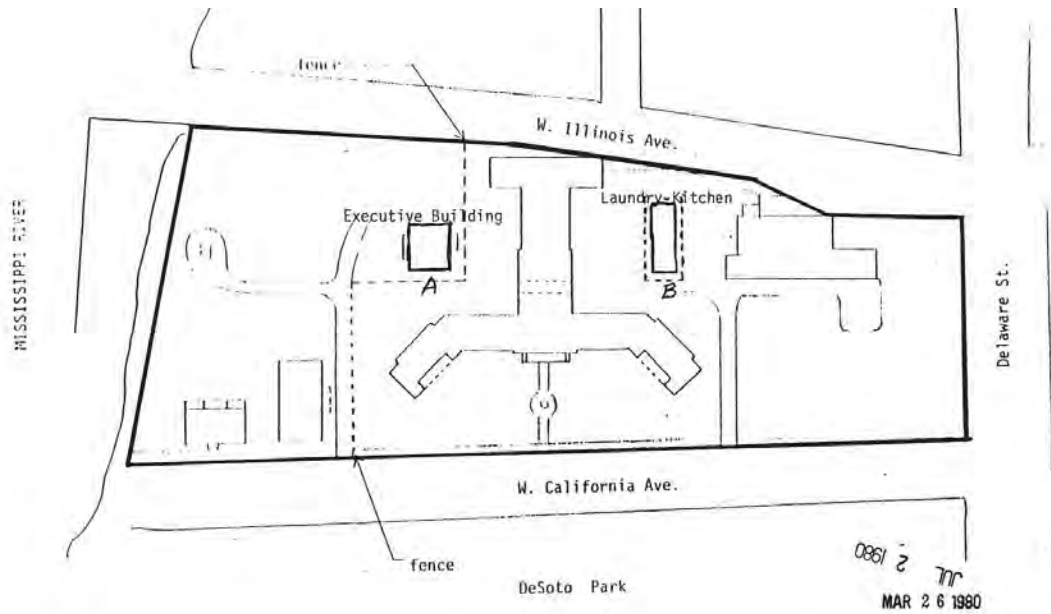 fence
W. Illinois Ave.
Laundry-Kitchen
Executive Building
A
B
MISSISSIPPI RIVER
Delaware St.
W. California Ave.
fence
DeSoto Park
JUL 2 1980
MAR 26 1980